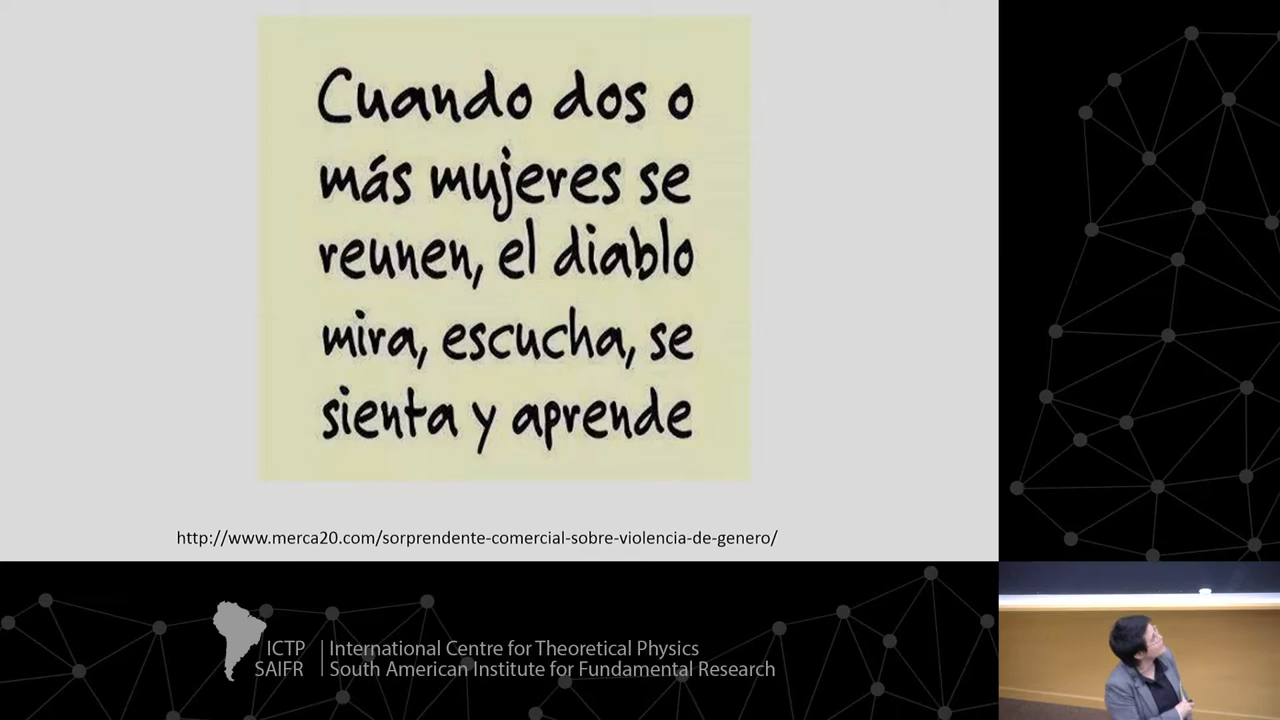 Cuando dos o
más mujeres se
reunen, el diablo
mira, escucha, se
sienta y aprende
http://www.merca20.com/sorprendente-comercial-sobre-violencia-de-genero/
ICTP
SAIFR
International Centre for Theoretical Physics
South American Institute for Fundamental Research